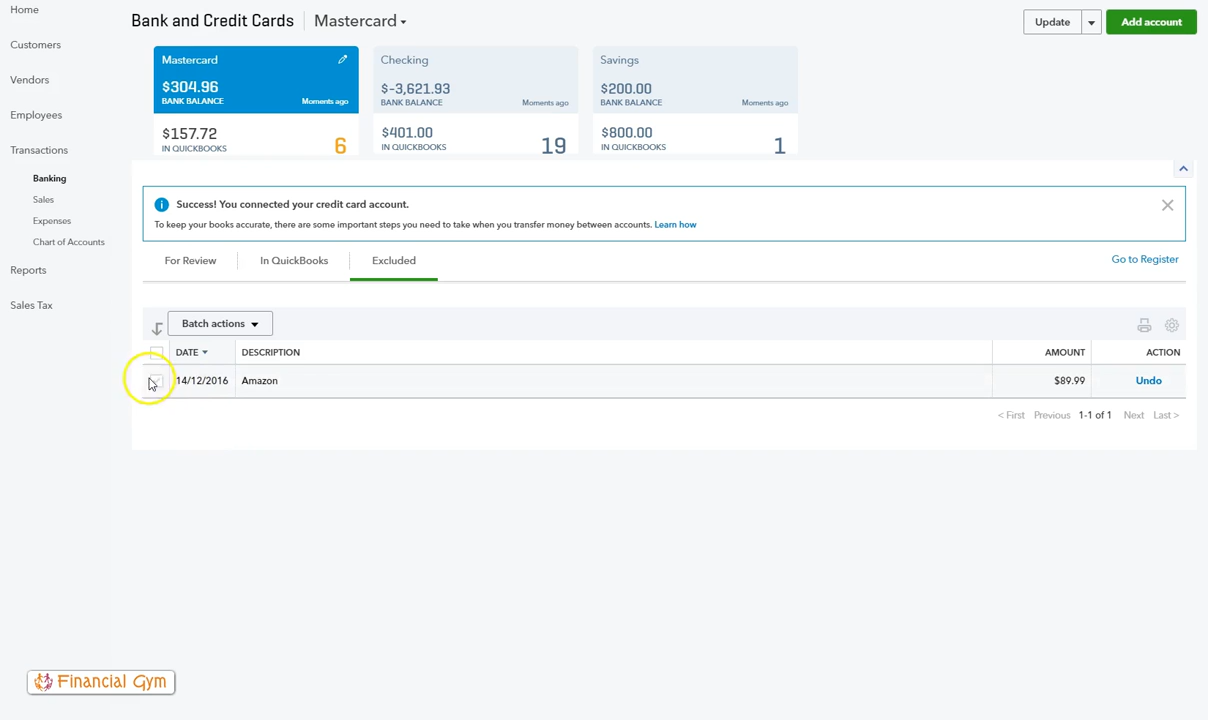 Home
Customers
Vendors
Employees
Transactions
Banking
Sales
Expenses
Chart of Accounts
Reports
Sales Tax
Bank and Credit Cards Mastercard
Update Add account
Mastercard
$304.96
BANK BALANCE Moments ago
$157.72
IN QUICKBOOKS 6
Checking
$-3,621.93
BANK BALANCE Moments ago
$401.00
IN QUICKBOOKS 19
Savings
$200.00
BANK BALANCE Moments ago
$800.00
IN QUICKBOOKS 1
Success! You connected your credit card account.
To keep your books accurate, there are some important steps you need to take when you transfer money between accounts. Learn how
For Review In QuickBooks Excluded Go to Register
Batch actions
DATE DESCRIPTION AMOUNT ACTION
14/12/2016 Amazon $89.99 Undo
< First Previous 1-1 of 1 Next Last >
Financial Gym